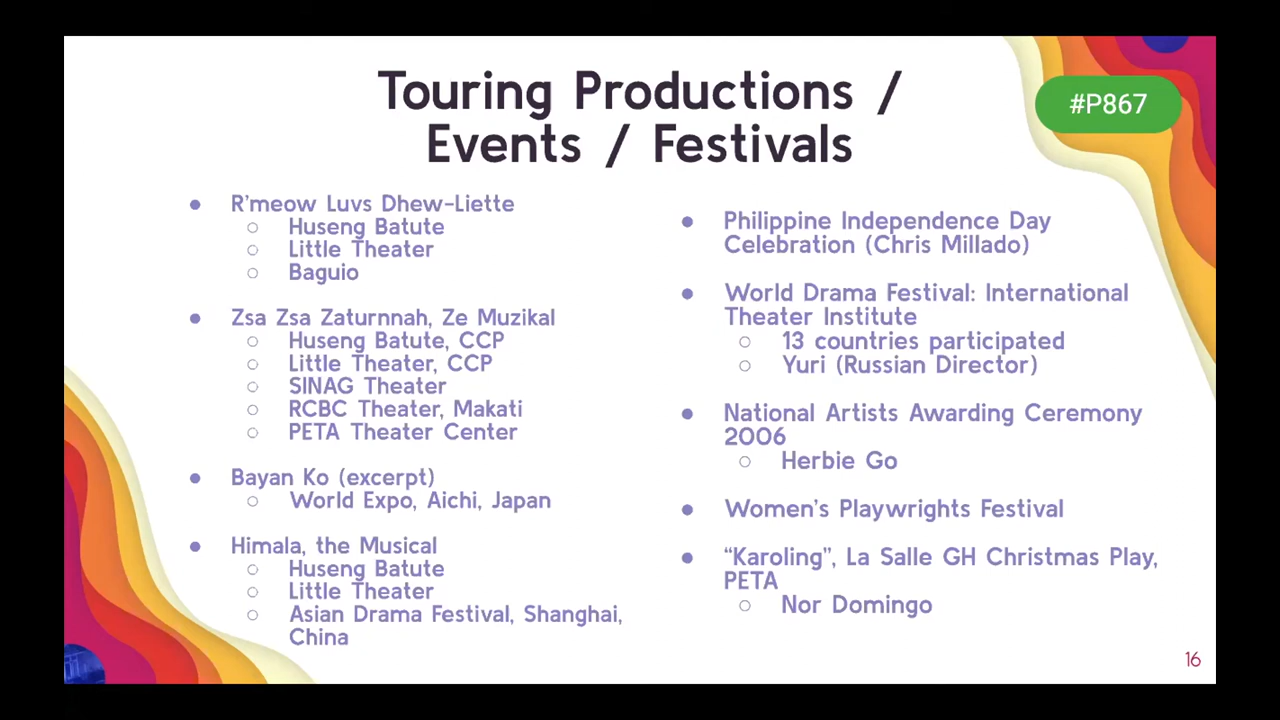 Touring Productions /
Events / Festivals
#P867
● R'meow Luvs Dhew-Liette
○ Huseng Batute
○ Little Theater
○ Baguio
● Zsa Zsa Zaturnnah, Ze Muzikal
○ Huseng Batute, CCP
○ Little Theater, CCP
○ SINAG Theater
○ RCBC Theater, Makati
○ PETA Theater Center
● Bayan Ko (excerpt)
○ World Expo, Aichi, Japan
● Himala, the Musical
○ Huseng Batute
○ Little Theater
○ Asian Drama Festival, Shanghai,
China
● Philippine Independence Day
Celebration (Chris Millado)
● World Drama Festival: International
Theater Institute
○ 13 countries participated
○ Yuri (Russian Director)
● National Artists Awarding Ceremony
2006
○ Herbie Go
● Women's Playwrights Festival
● “Karoling”, La Salle GH Christmas Play,
PETA
○ Nor Domingo
16